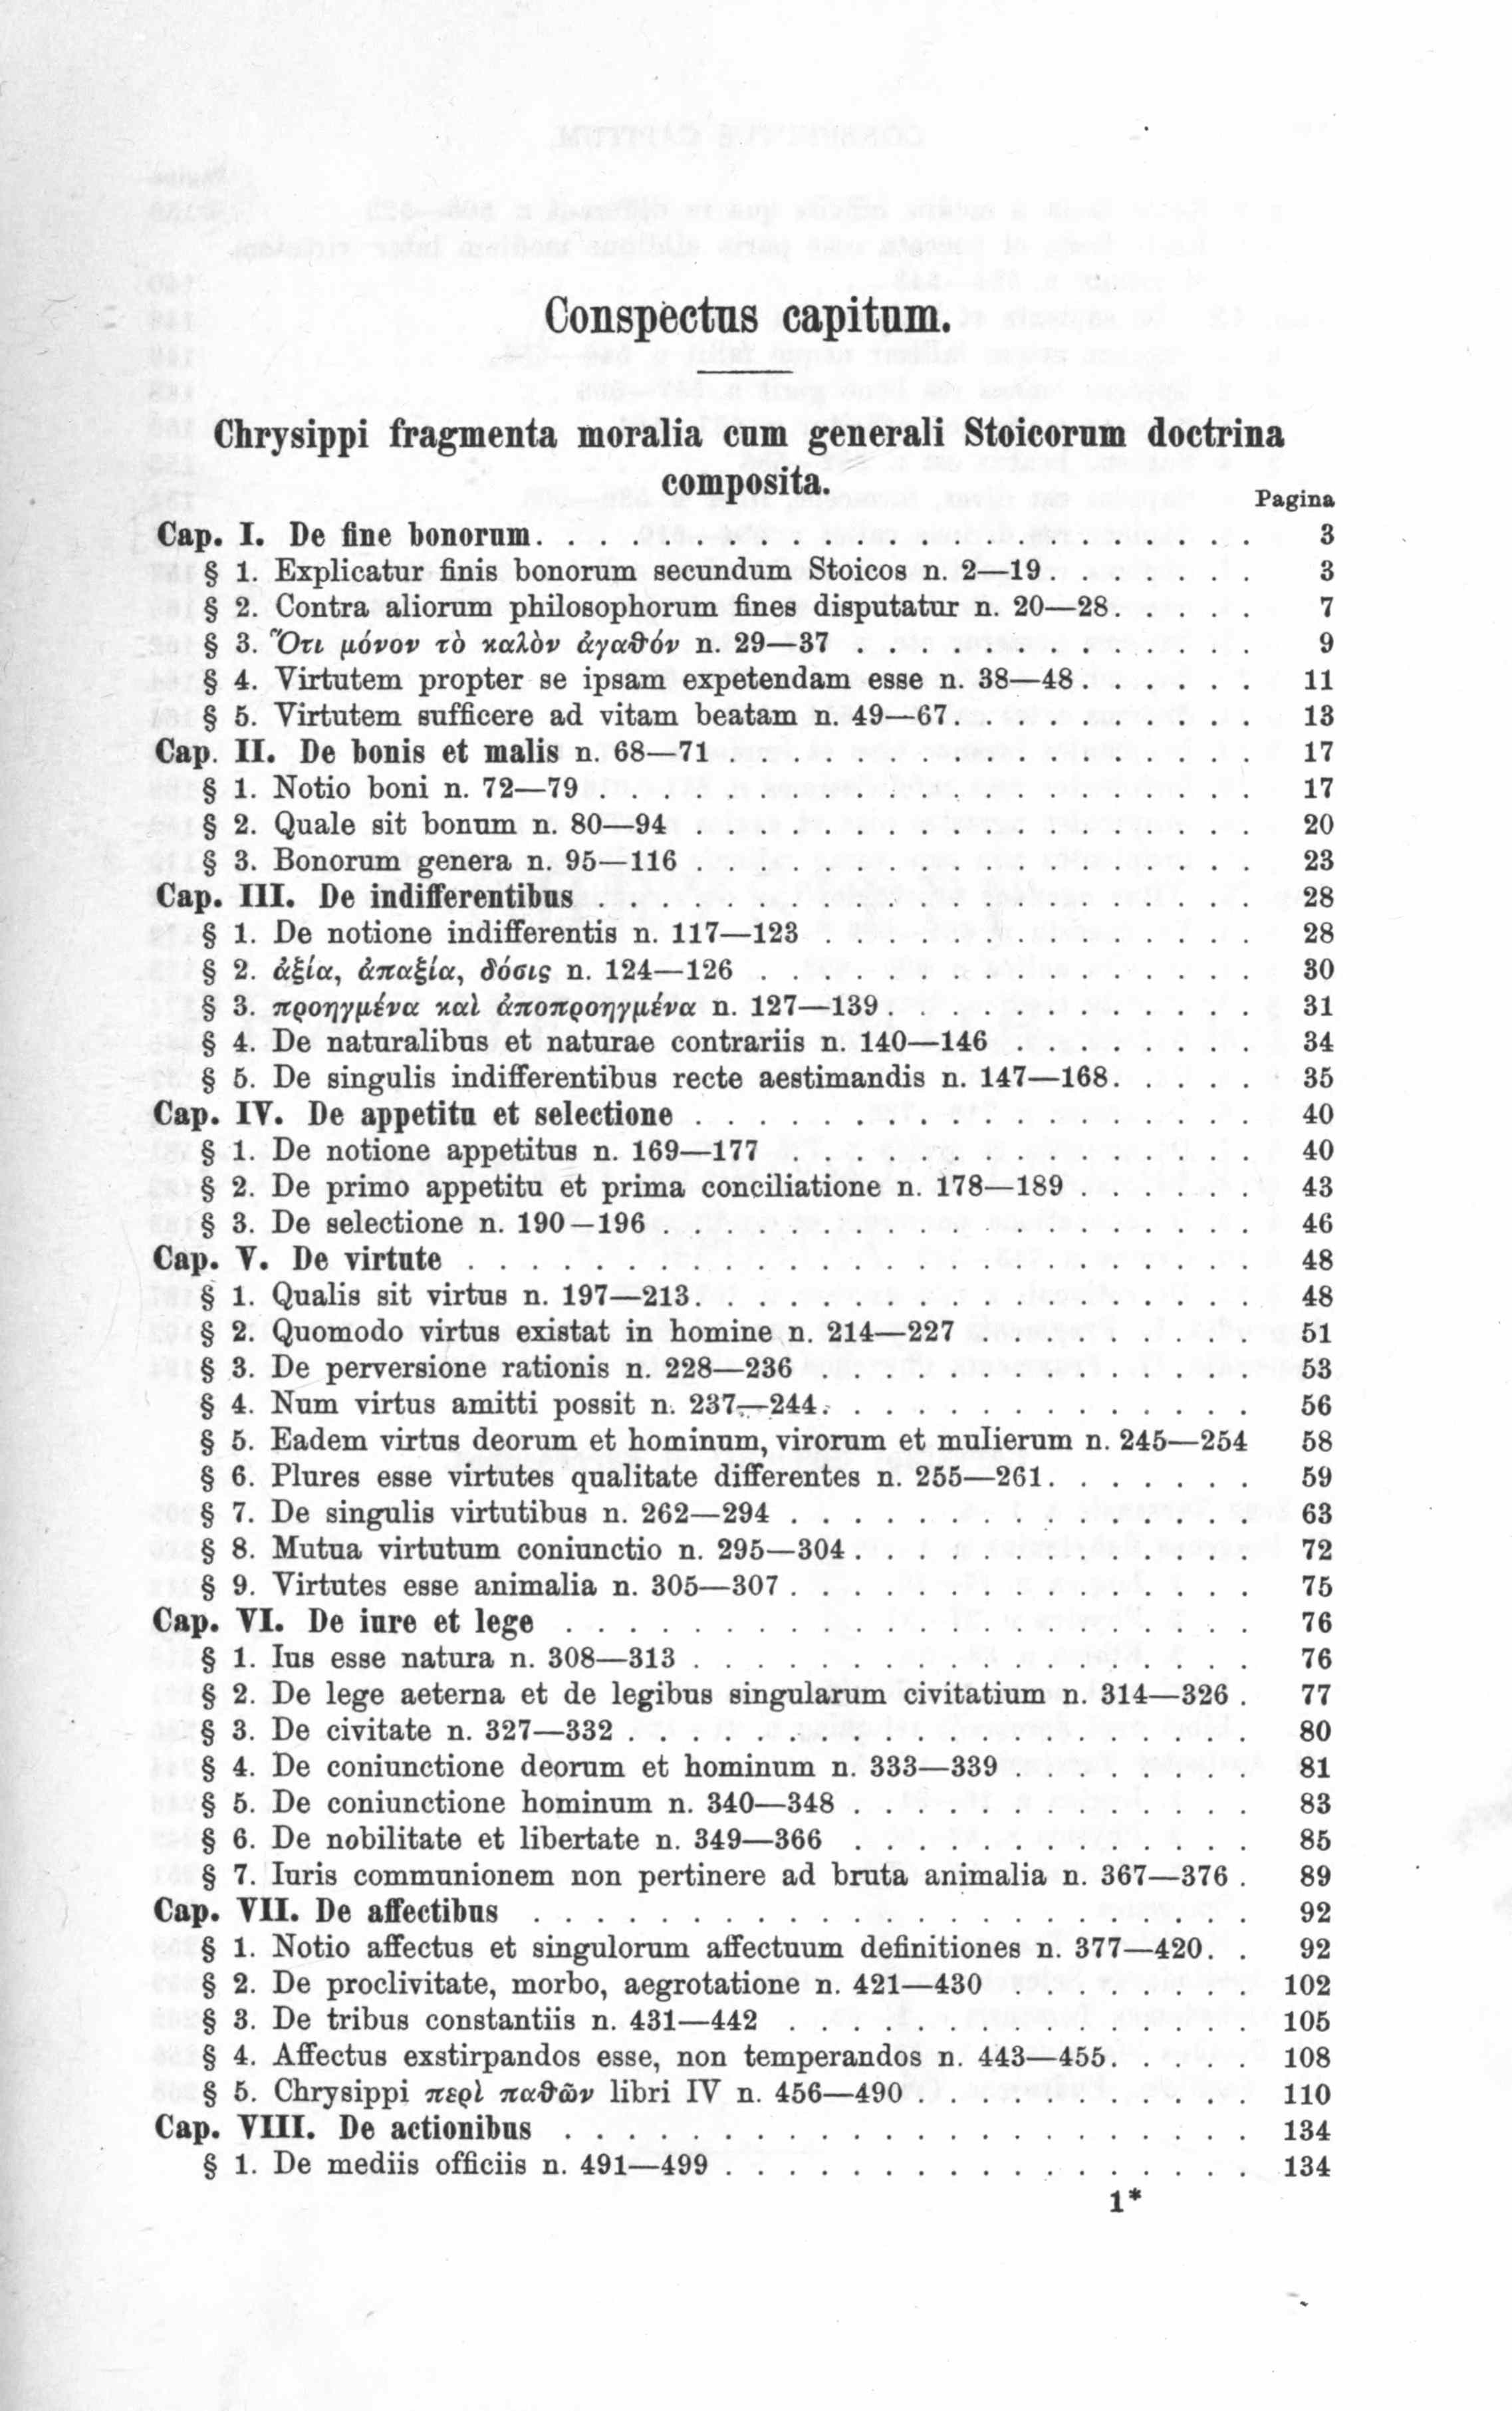 Conspectus capitum.
Chrysippi fragmenta moralia cum generali Stoicorum doctrina
composita.
Pagina
Cap. I. De fine bonorum . . . . . . . . . . . . . . . . . . . . . . . 3
§ 1. Explicatur finis bonorum secundum Stoicos n. 2—19 . . . . . . . 3
§ 2. Contra aliorum philosophorum fines disputatur n. 20—28 . . . . . 7
§ 3. Ὅτι μόνον τὸ καλὸν ἀγαθόν n. 29—37 . . . . . . . . . . . . . 9
§ 4. Virtutem propter se ipsam expetendam esse n. 38—48 . . . . . . 11
§ 5. Virtutem sufficere ad vitam beatam n. 49—67 . . . . . . . . . . 13
Cap. II. De bonis et malis n. 68—71 . . . . . . . . . . . . . . . . . 17
§ 1. Notio boni n. 72—79 . . . . . . . . . . . . . . . . . . . . . 17
§ 2. Quale sit bonum n. 80—94 . . . . . . . . . . . . . . . . . . 20
§ 3. Bonorum genera n. 95—116 . . . . . . . . . . . . . . . . . . 23
Cap. III. De indifferentibus . . . . . . . . . . . . . . . . . . . . . 28
§ 1. De notione indifferentis n. 117—123 . . . . . . . . . . . . . . 28
§ 2. ἀξία, ἀπαξία, δόσις n. 124—126 . . . . . . . . . . . . . . . . 30
§ 3. προηγμένα καὶ ἀποπροηγμένα n. 127—139 . . . . . . . . . . . . 31
§ 4. De naturalibus et naturae contrariis n. 140—146 . . . . . . . . 34
§ 5. De singulis indifferentibus recte aestimandis n. 147—168 . . . . . 35
Cap. IV. De appetitu et selectione . . . . . . . . . . . . . . . . . . 40
§ 1. De notione appetitus n. 169—177 . . . . . . . . . . . . . . . 40
§ 2. De primo appetitu et prima conciliatione n. 178—189 . . . . . . 43
§ 3. De selectione n. 190—196 . . . . . . . . . . . . . . . . . . . 46
Cap. V. De virtute . . . . . . . . . . . . . . . . . . . . . . . . . 48
§ 1. Qualis sit virtus n. 197—213 . . . . . . . . . . . . . . . . . . 48
§ 2. Quomodo virtus existat in homine n. 214—227 . . . . . . . . . 51
§ 3. De perversione rationis n. 228—236 . . . . . . . . . . . . . . 53
§ 4. Num virtus amitti possit n. 237—244 . . . . . . . . . . . . . . 56
§ 5. Eadem virtus deorum et hominum, virorum et mulierum n. 245—254 58
§ 6. Plures esse virtutes qualitate differentes n. 255—261 . . . . . . . 59
§ 7. De singulis virtutibus n. 262—294 . . . . . . . . . . . . . . . 63
§ 8. Mutua virtutum coniunctio n. 295—304 . . . . . . . . . . . . . 72
§ 9. Virtutes esse animalia n. 305—307 . . . . . . . . . . . . . . . 75
Cap. VI. De iure et lege . . . . . . . . . . . . . . . . . . . . . . 76
§ 1. Ius esse natura n. 308—313 . . . . . . . . . . . . . . . . . . 76
§ 2. De lege aeterna et de legibus singularum civitatium n. 314—326 . 77
§ 3. De civitate n. 327—332 . . . . . . . . . . . . . . . . . . . . 80
§ 4. De coniunctione deorum et hominum n. 333—339 . . . . . . . . 81
§ 5. De coniunctione hominum n. 340—348 . . . . . . . . . . . . . 83
§ 6. De nobilitate et libertate n. 349—366 . . . . . . . . . . . . . 85
§ 7. Iuris communionem non pertinere ad bruta animalia n. 367—376 . 89
Cap. VII. De affectibus . . . . . . . . . . . . . . . . . . . . . . . 92
§ 1. Notio affectus et singulorum affectuum definitiones n. 377—420 . . 92
§ 2. De proclivitate, morbo, aegrotatione n. 421—430 . . . . . . . . 102
§ 3. De tribus constantiis n. 431—442 . . . . . . . . . . . . . . . 105
§ 4. Affectus exstirpandos esse, non temperandos n. 443—455 . . . . . 108
§ 5. Chrysippi περὶ παθῶν libri IV n. 456—490 . . . . . . . . . . . 110
Cap. VIII. De actionibus . . . . . . . . . . . . . . . . . . . . . . 134
§ 1. De mediis officiis n. 491—499 . . . . . . . . . . . . . . . . . 134
1*